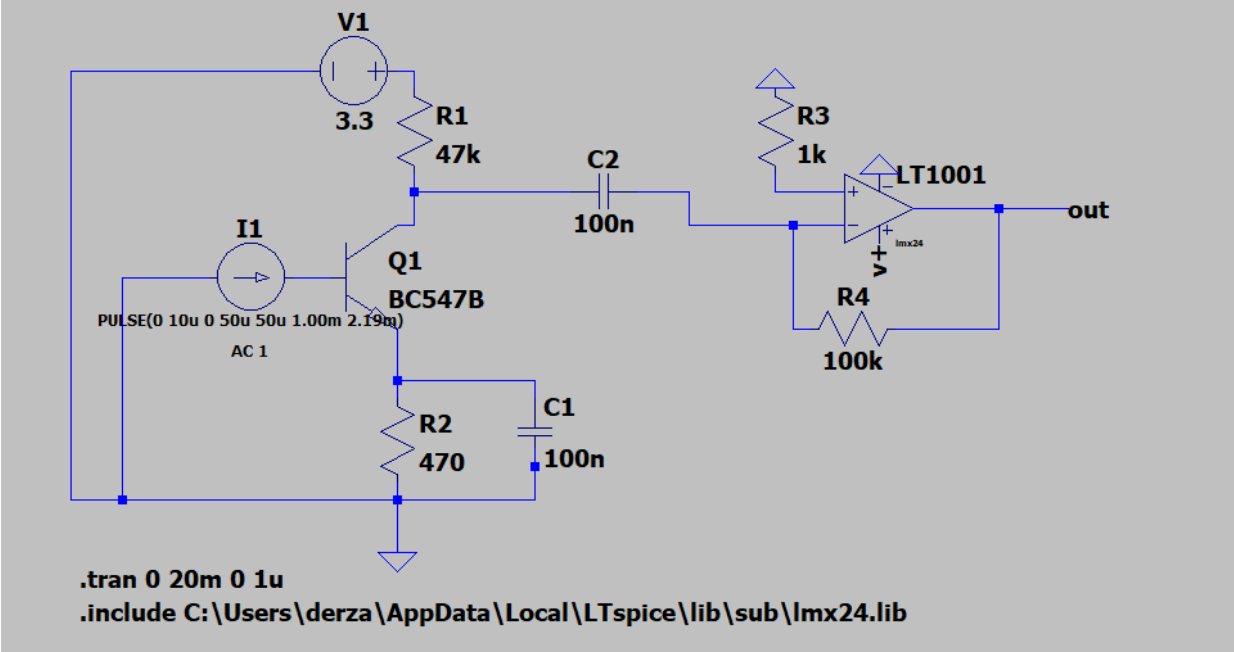 V1
3.3
R1
47k
R3
1k
C2
100n
LT1001
+
−
−
+
lmx24
v+
out
I1
Q1
BC547B
PULSE(0 10u 0 50u 50u 1.00m 2.19m)
AC 1
R4
100k
R2
470
C1
100n
.tran 0 20m 0 1u
.include C:\Users\derza\AppData\Local\LTspice\lib\sub\lmx24.lib